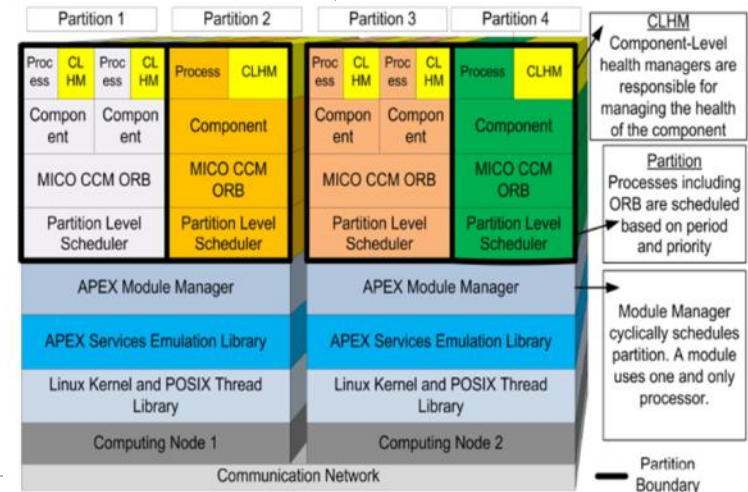 Partition 1
Partition 2
Partition 3
Partition 4
Proc
ess
CL
HM
Proc
ess
CL
HM
Process
CLHM
Proc
ess
CL
HM
Proc
ess
CL
HM
Process
CLHM
Compon
ent
Compon
ent
Component
Compon
ent
Compon
ent
Component
MICO CCM ORB
MICO CCM
ORB
MICO CCM ORB
MICO CCM
ORB
Partition Level
Scheduler
Partition Level
Scheduler
Partition Level
Scheduler
Partition Level
Scheduler
APEX Module Manager
APEX Module Manager
APEX Services Emulation Library
APEX Services Emulation Library
Linux Kernel and POSIX Thread
Library
Linux Kernel and POSIX Thread
Library
Computing Node 1
Computing Node 2
Communication Network
CLHM
Component-Level
health managers are
responsible for
managing the health
of the component
Partition
Processes including
ORB are scheduled
based on period
and priority
Module Manager
cyclically schedules
partition. A module
uses one and only
processor.
Partition
Boundary